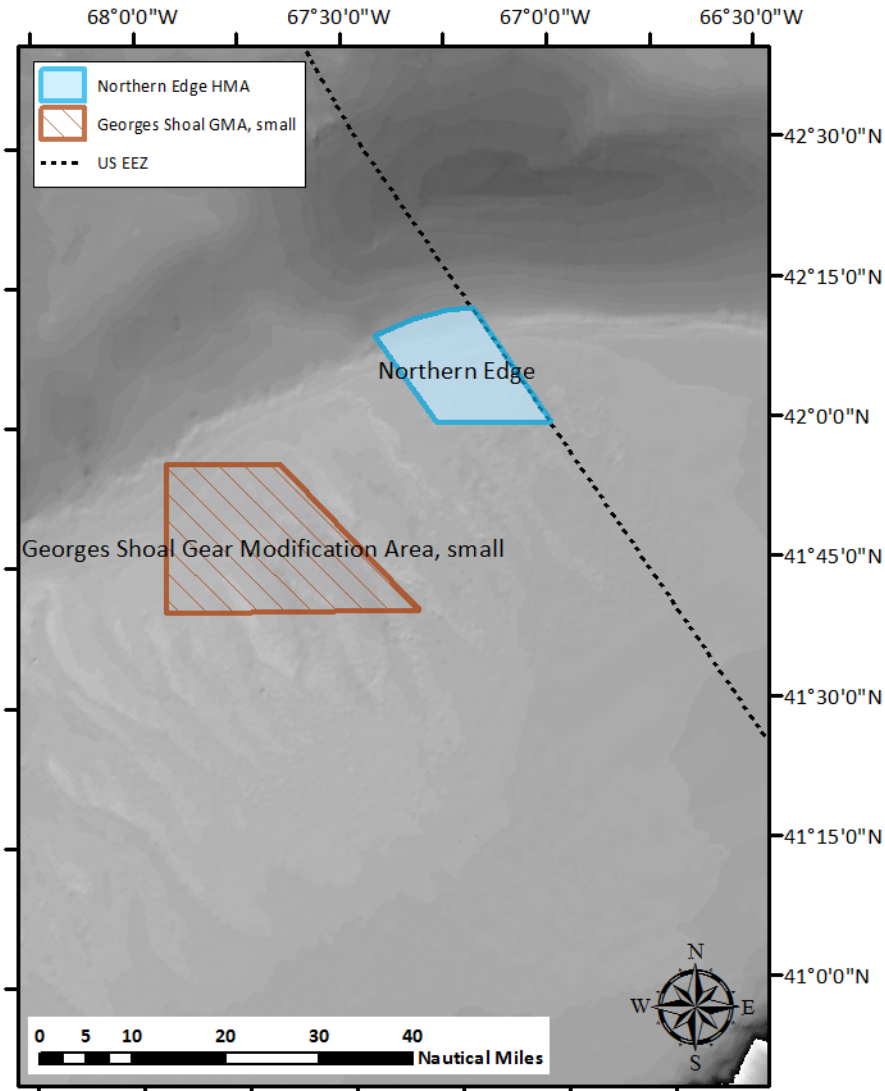 68°0'0"W 67°30'0"W 67°0'0"W 66°30'0"W
Northern Edge HMA
Georges Shoal GMA, small
US EEZ
42°30'0"N
42°15'0"N
Northern Edge
42°0'0"N
Georges Shoal Gear Modification Area, small
41°45'0"N
41°30'0"N
41°15'0"N
41°0'0"N
N
W E
S
0 5 10 20 30 40
Nautical Miles